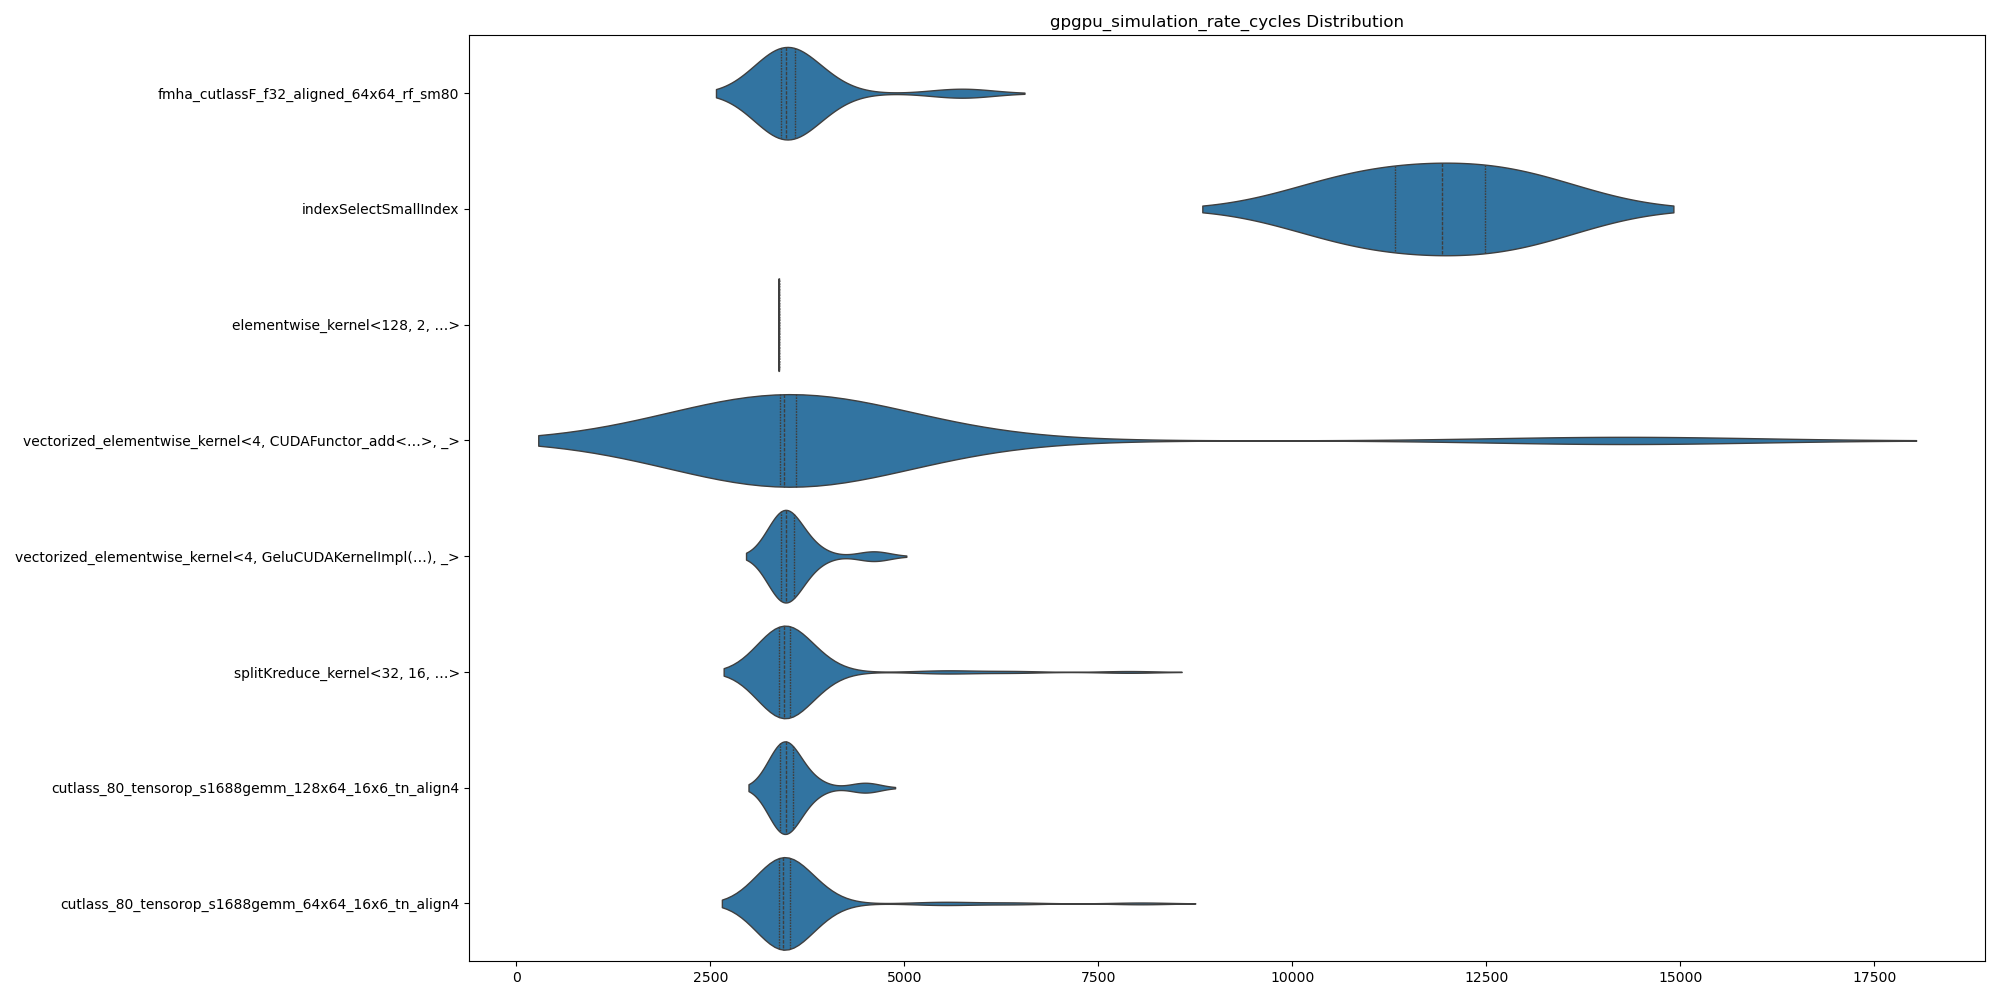 gpgpu_simulation_rate_cycles Distribution
fmha_cutlassF_f32_aligned_64x64_rf_sm80
indexSelectSmallIndex
elementwise_kernel<128, 2, ...>
vectorized_elementwise_kernel<4, CUDAFunctor_add<...>, _>
vectorized_elementwise_kernel<4, GeluCUDAKernelImpl(...), _>
splitKreduce_kernel<32, 16, ...>
cutlass_80_tensorop_s1688gemm_128x64_16x6_tn_align4
cutlass_80_tensorop_s1688gemm_64x64_16x6_tn_align4
0 2500 5000 7500 10000 12500 15000 17500